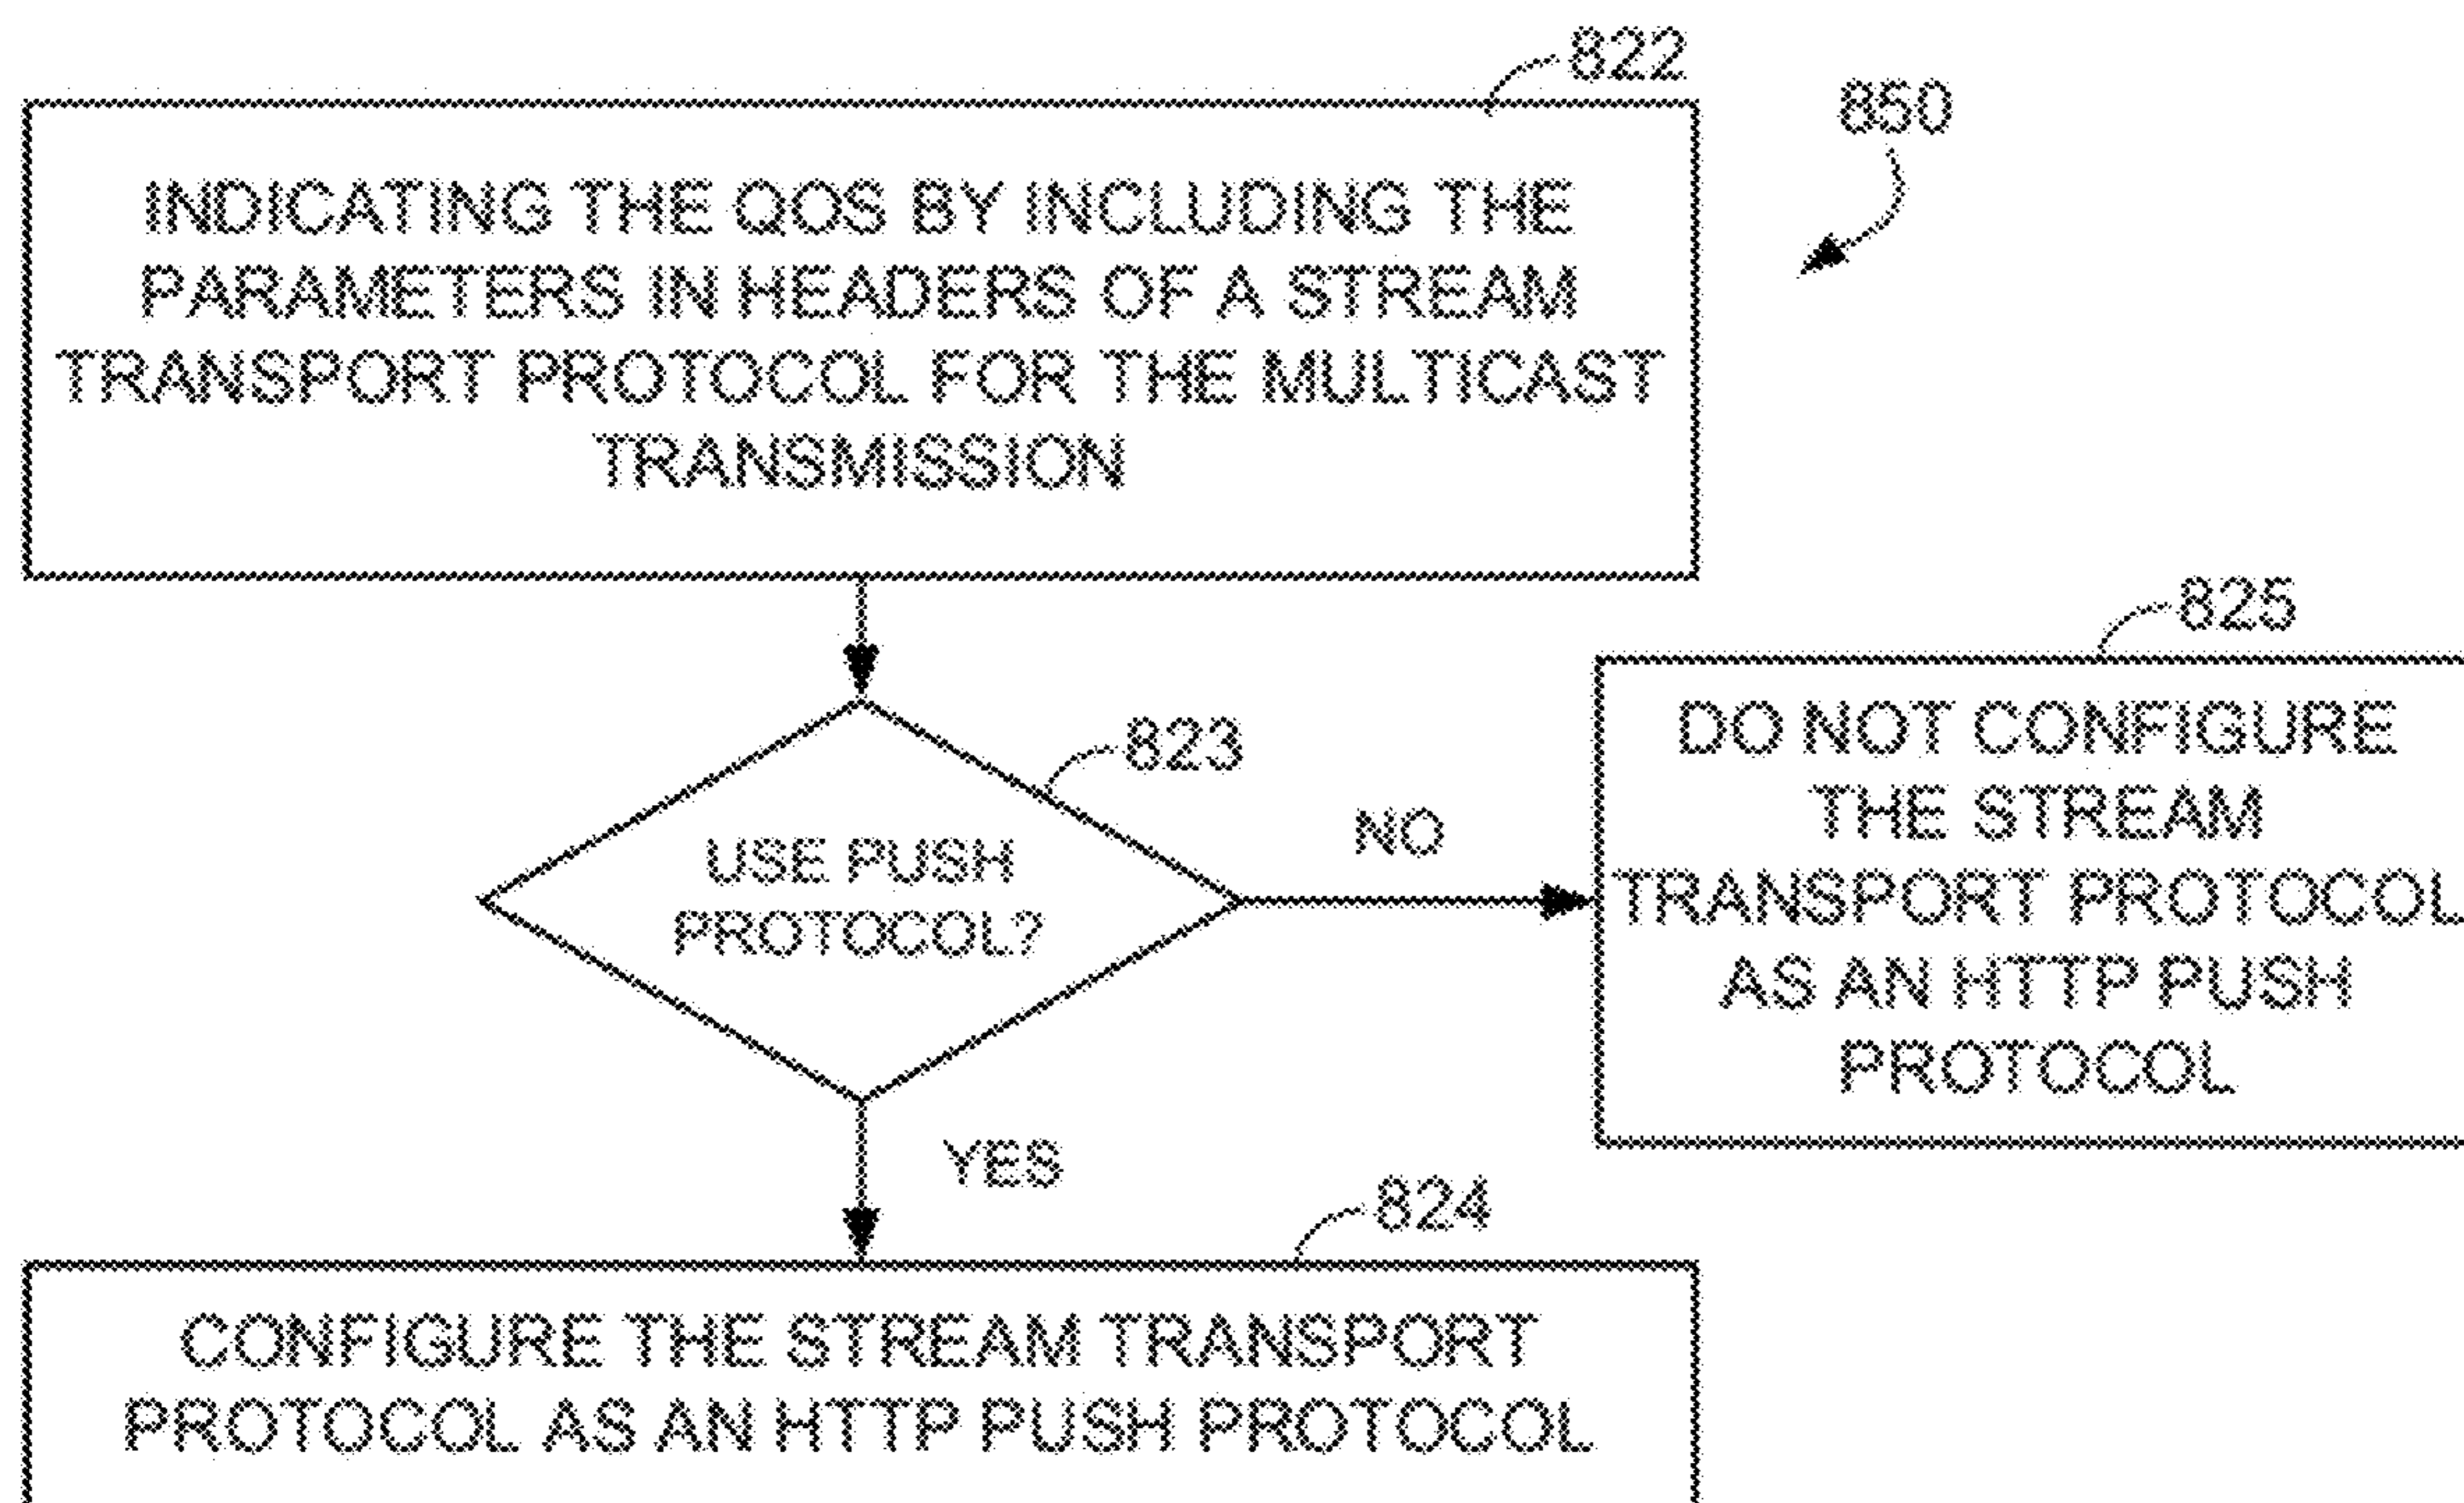 822
850
INDICATING THE QOS BY INCLUDING THE
PARAMETERS IN HEADERS OF A STREAM
TRANSPORT PROTOCOL FOR THE MULTICAST
TRANSMISSION
825
823
DO NOT CONFIGURE
THE STREAM
TRANSPORT PROTOCOL
AS AN HTTP PUSH
PROTOCOL
NO
USE PUSH
PROTOCOL?
YES
824
CONFIGURE THE STREAM TRANSPORT
PROTOCOL AS AN HTTP PUSH PROTOCOL